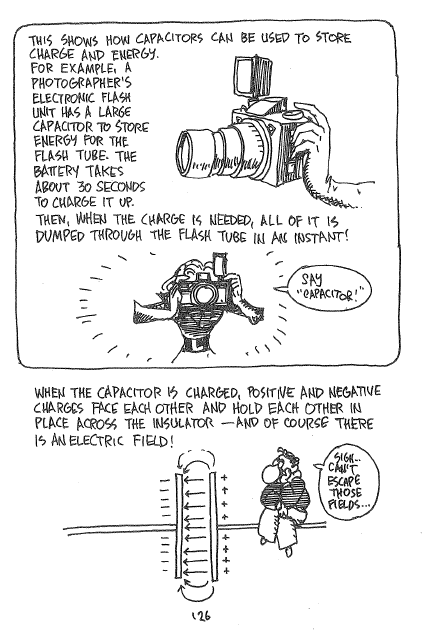 THIS SHOWS HOW CAPACITORS CAN BE USED TO STORE
CHARGE AND ENERGY.
FOR EXAMPLE, A
PHOTOGRAPHER'S
ELECTRONIC FLASH
UNIT HAS A LARGE
CAPACITOR TO STORE
ENERGY FOR THE
FLASH TUBE. THE
BATTERY TAKES
ABOUT 30 SECONDS
TO CHARGE IT UP.
THEN, WHEN THE CHARGE IS NEEDED, ALL OF IT IS
DUMPED THROUGH THE FLASH TUBE IN AN INSTANT!
SAY
"CAPACITOR!"
WHEN THE CAPACITOR IS CHARGED, POSITIVE AND NEGATIVE
CHARGES FACE EACH OTHER AND HOLD EACH OTHER IN
PLACE ACROSS THE INSULATOR — AND OF COURSE THERE
IS AN ELECTRIC FIELD!
SIGH...
CAN'T
ESCAPE
THOSE
FIELDS...
126